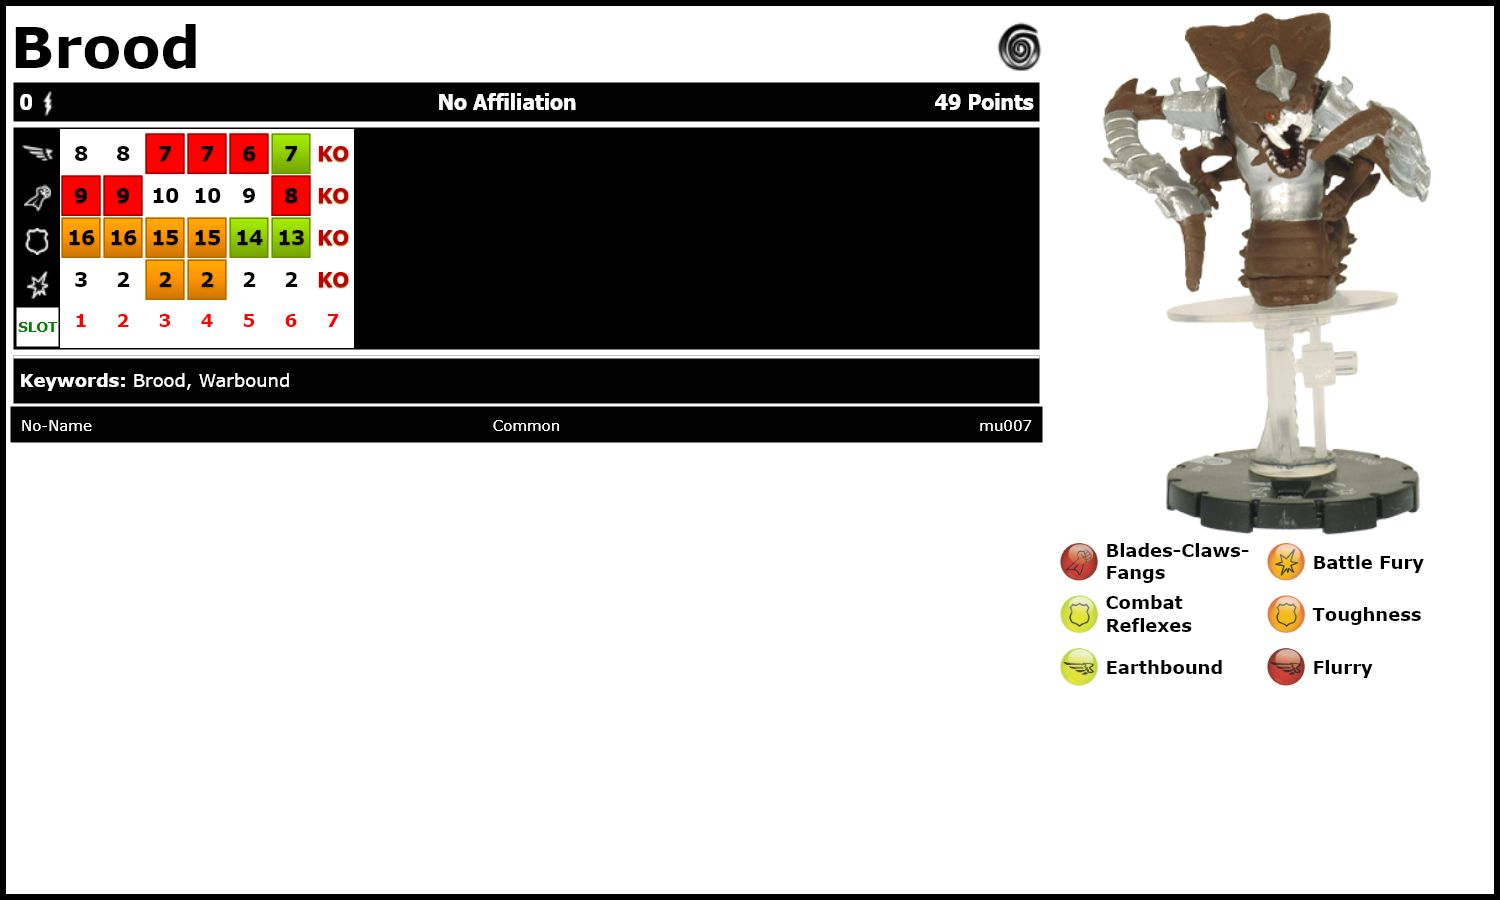 Brood
0 No Affiliation 49 Points
8 8 7 7 6 7 KO
9 9 10 10 9 8 KO
16 16 15 15 14 13 KO
3 2 2 2 2 2 KO
SLOT 1 2 3 4 5 6 7
Keywords: Brood, Warbound
No-Name Common mu007
Blades-Claws-
Fangs
Battle Fury
Combat
Reflexes
Toughness
Earthbound
Flurry